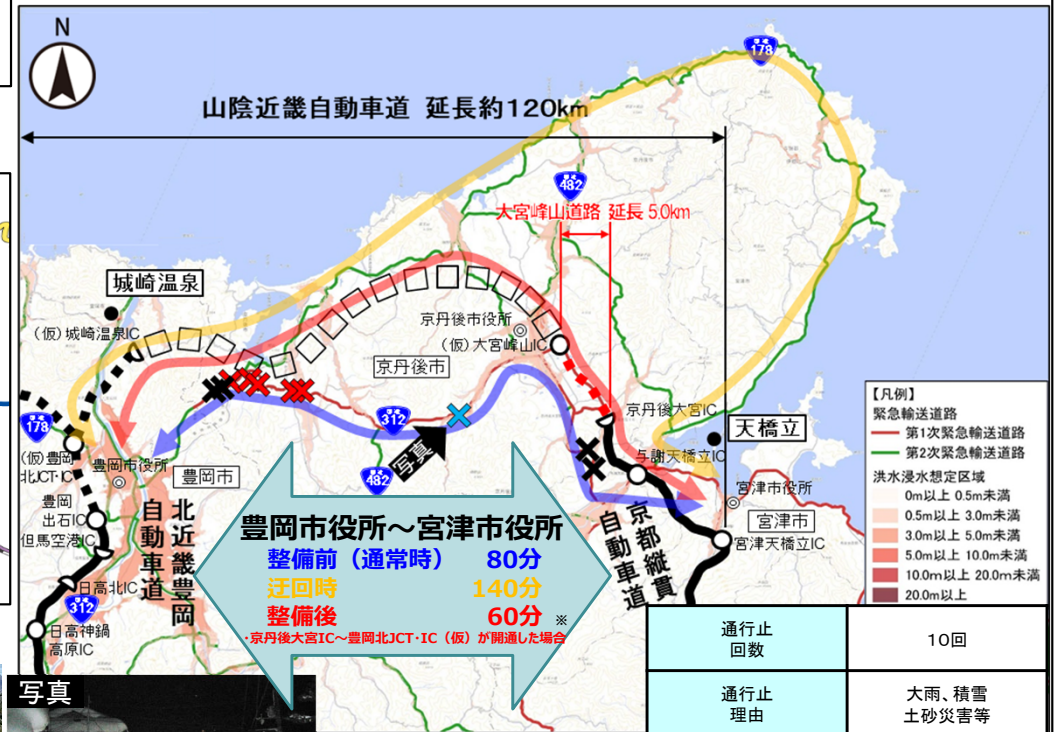 N
山陰近畿自動車道 延長約120km
国道
178
国道
482
大宮峰山道路 延長 5.0km
城崎温泉
(仮)城崎温泉IC
京丹後市役所
(仮)大宮峰山IC
京丹後市
178
(仮)豊岡
北JCT・IC
豊岡市役所
豊岡市
312
482
写真
京丹後大宮IC
天橋立
与謝天橋立IC
宮津市役所
宮津市
宮津天橋立IC
豊岡
出石IC
但馬空港IC
日高北IC
312
日高神鍋
高原IC
北近畿豊岡
自動車道
京都縦貫
自動車道
豊岡市役所~宮津市役所
整備前(通常時) 80分
迂回時 140分
整備後 60分 ※
・京丹後大宮IC~豊岡北JCT・IC(仮)が開通した場合
【凡例】
緊急輸送道路
第1次緊急輸送道路
第2次緊急輸送道路
洪水浸水想定区域
0m以上 0.5m未満
0.5m以上 3.0m未満
3.0m以上 5.0m未満
5.0m以上 10.0m未満
10.0m以上 20.0m未満
20.0m以上
通行止
回数
10回
通行止
理由
大雨、積雪
土砂災害等
写真